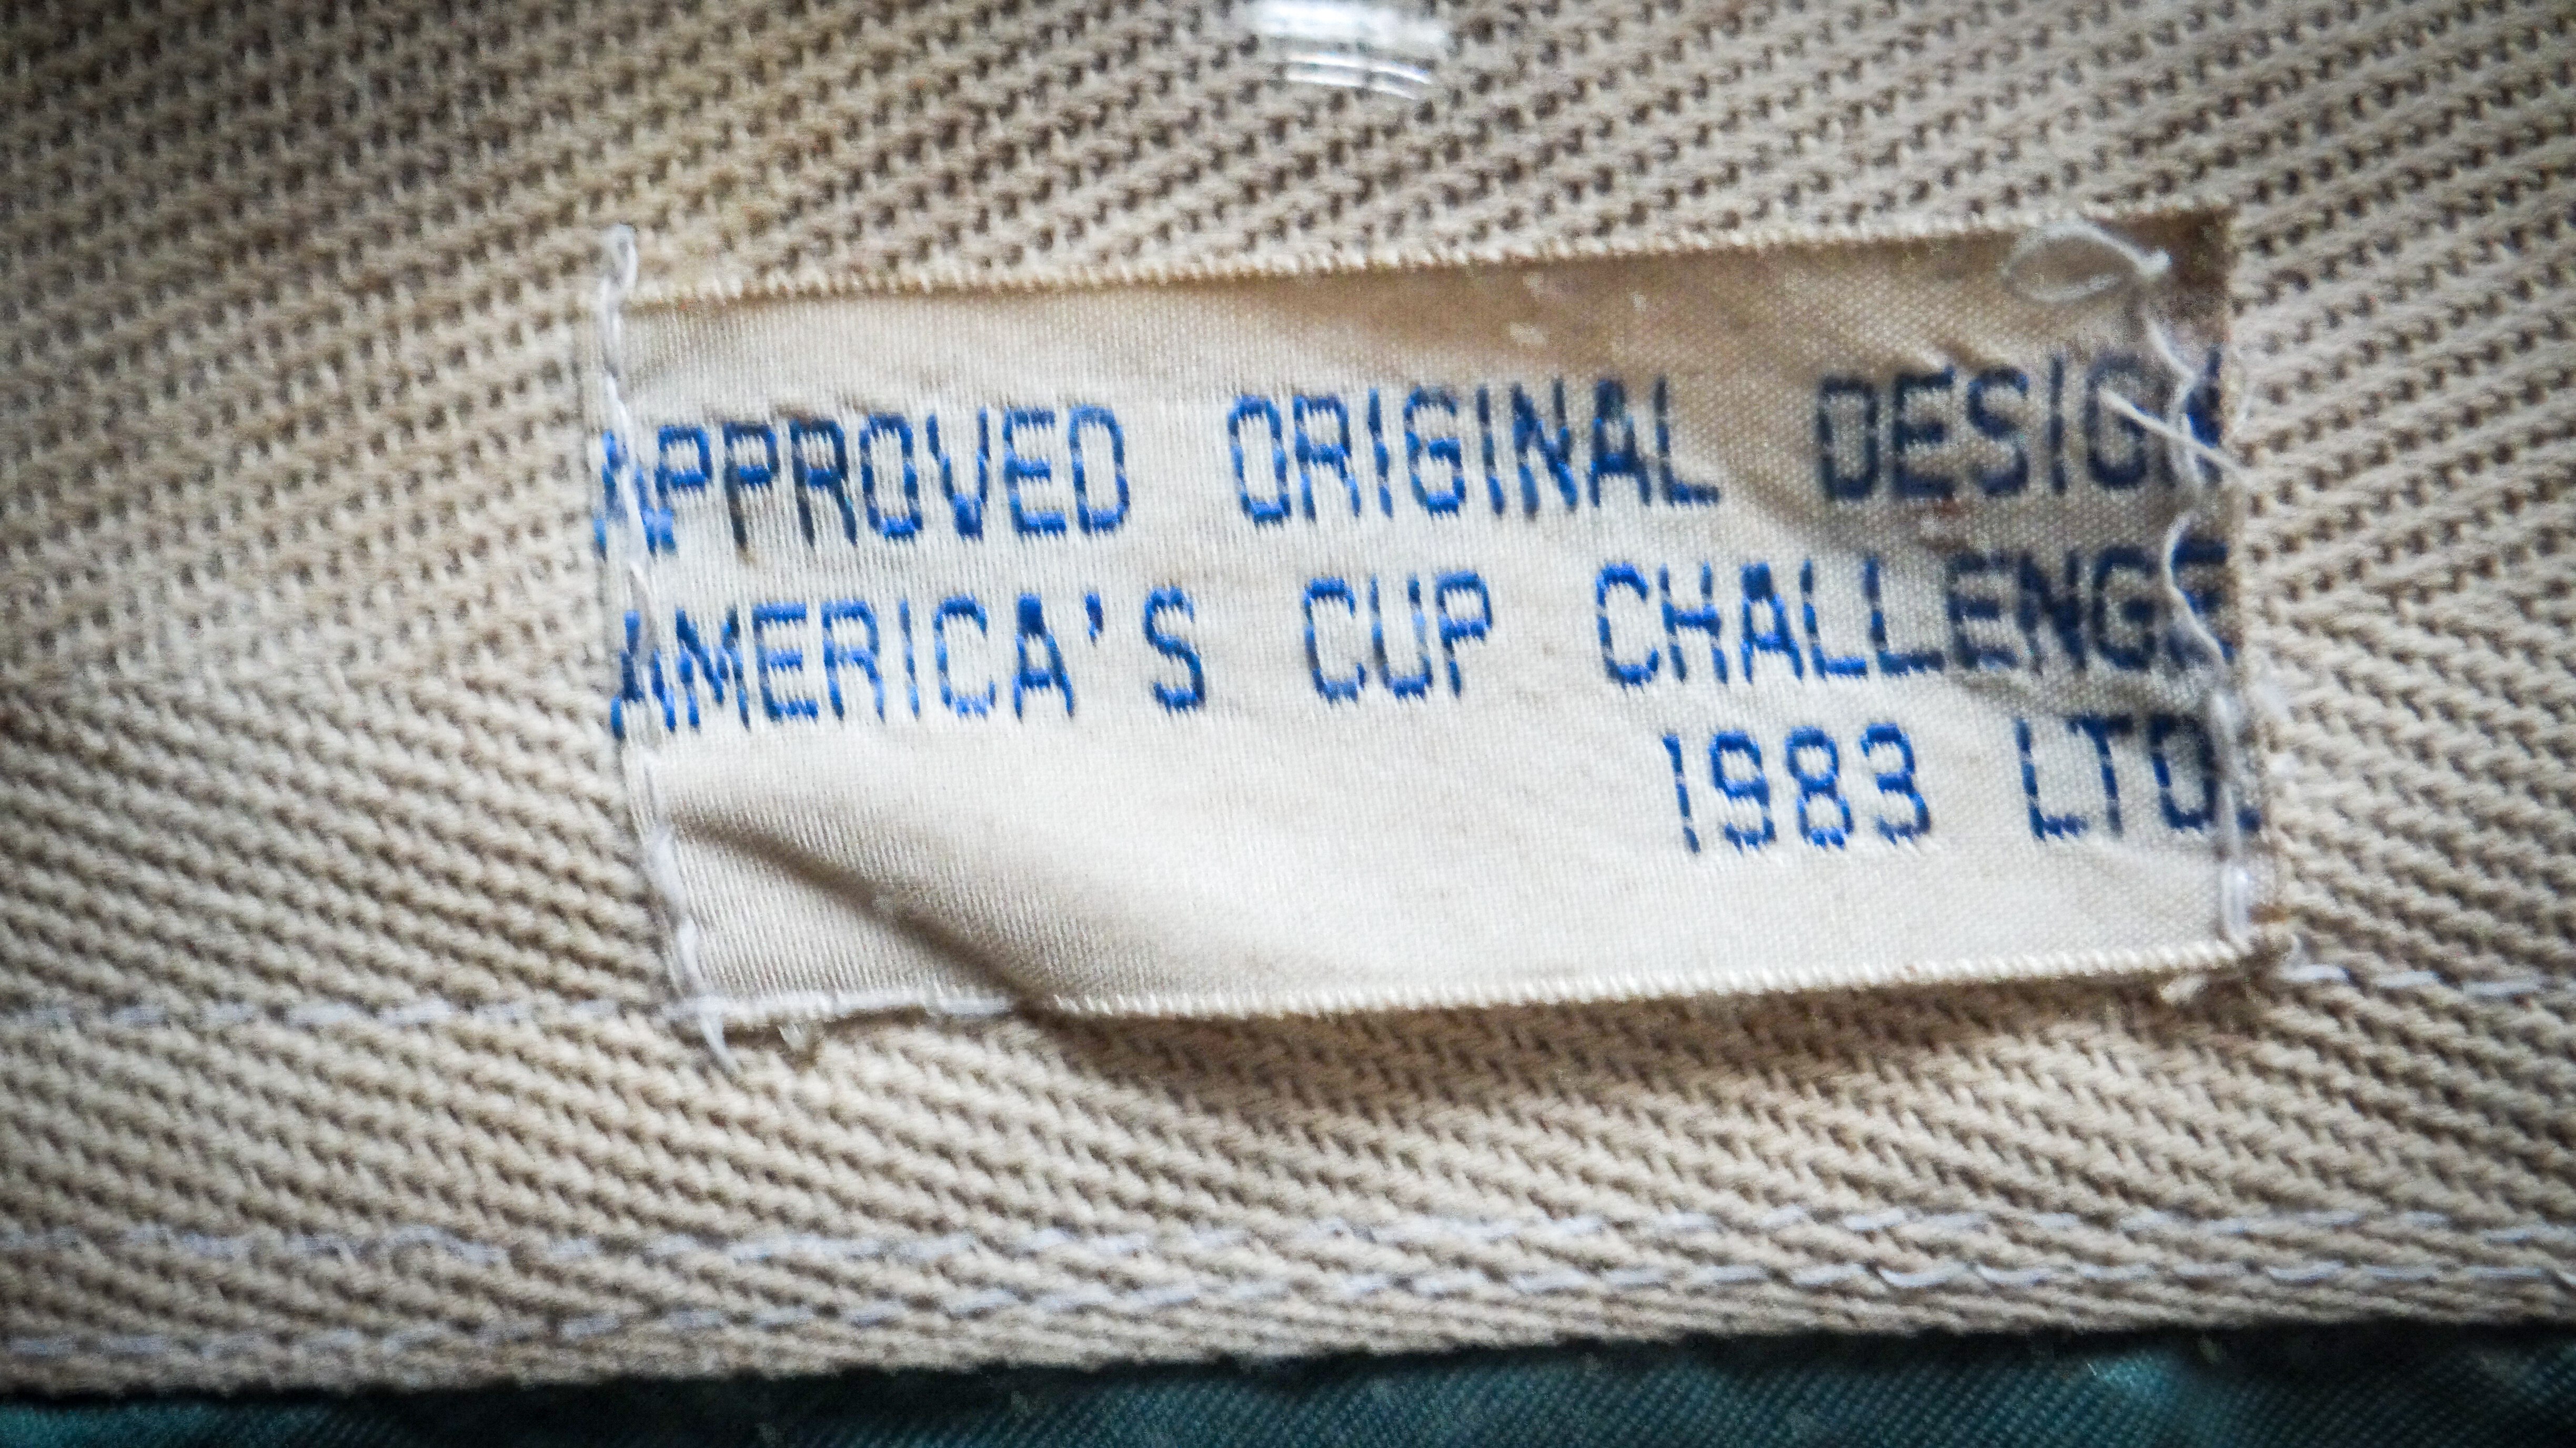 APPROVED ORIGINAL DESIGN
AMERICA'S CUP CHALLENGE
1983 LTD.